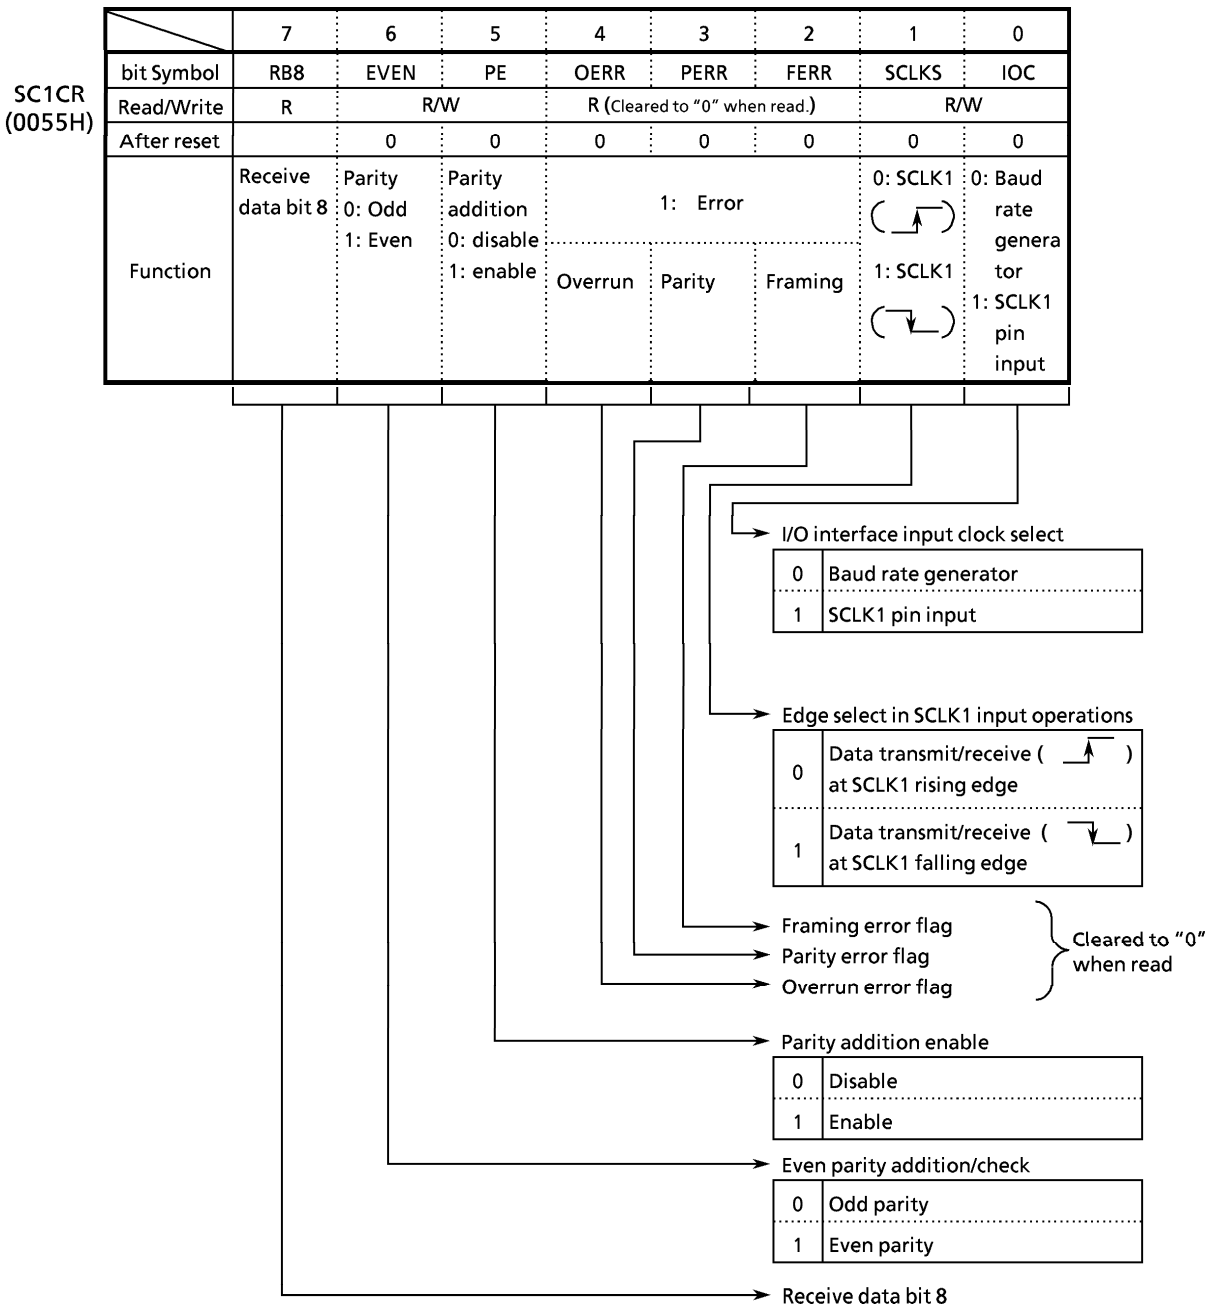 7 6 5 4 3 2 1 0
bit Symbol RB8 EVEN PE OERR PERR FERR SCLKS IOC
SC1CR
(0055H)
Read/Write R R/W R (Cleared to “0” when read.) R/W
After reset 0 0 0 0 0 0 0
Function
Receive
data bit 8
Parity
0: Odd
1: Even
Parity
addition
0: disable
1: enable
1: Error
Overrun
Parity
Framing
0: SCLK1
( )
1: SCLK1
( )
0: Baud
rate
genera
tor
1: SCLK1
pin
input
I/O interface input clock select
0 Baud rate generator
1 SCLK1 pin input
Edge select in SCLK1 input operations
0 Data transmit/receive ( )
at SCLK1 rising edge
1 Data transmit/receive ( )
at SCLK1 falling edge
Framing error flag
Parity error flag
Overrun error flag
Cleared to “0”
when read
Parity addition enable
0 Disable
1 Enable
Even parity addition/check
0 Odd parity
1 Even parity
Receive data bit 8